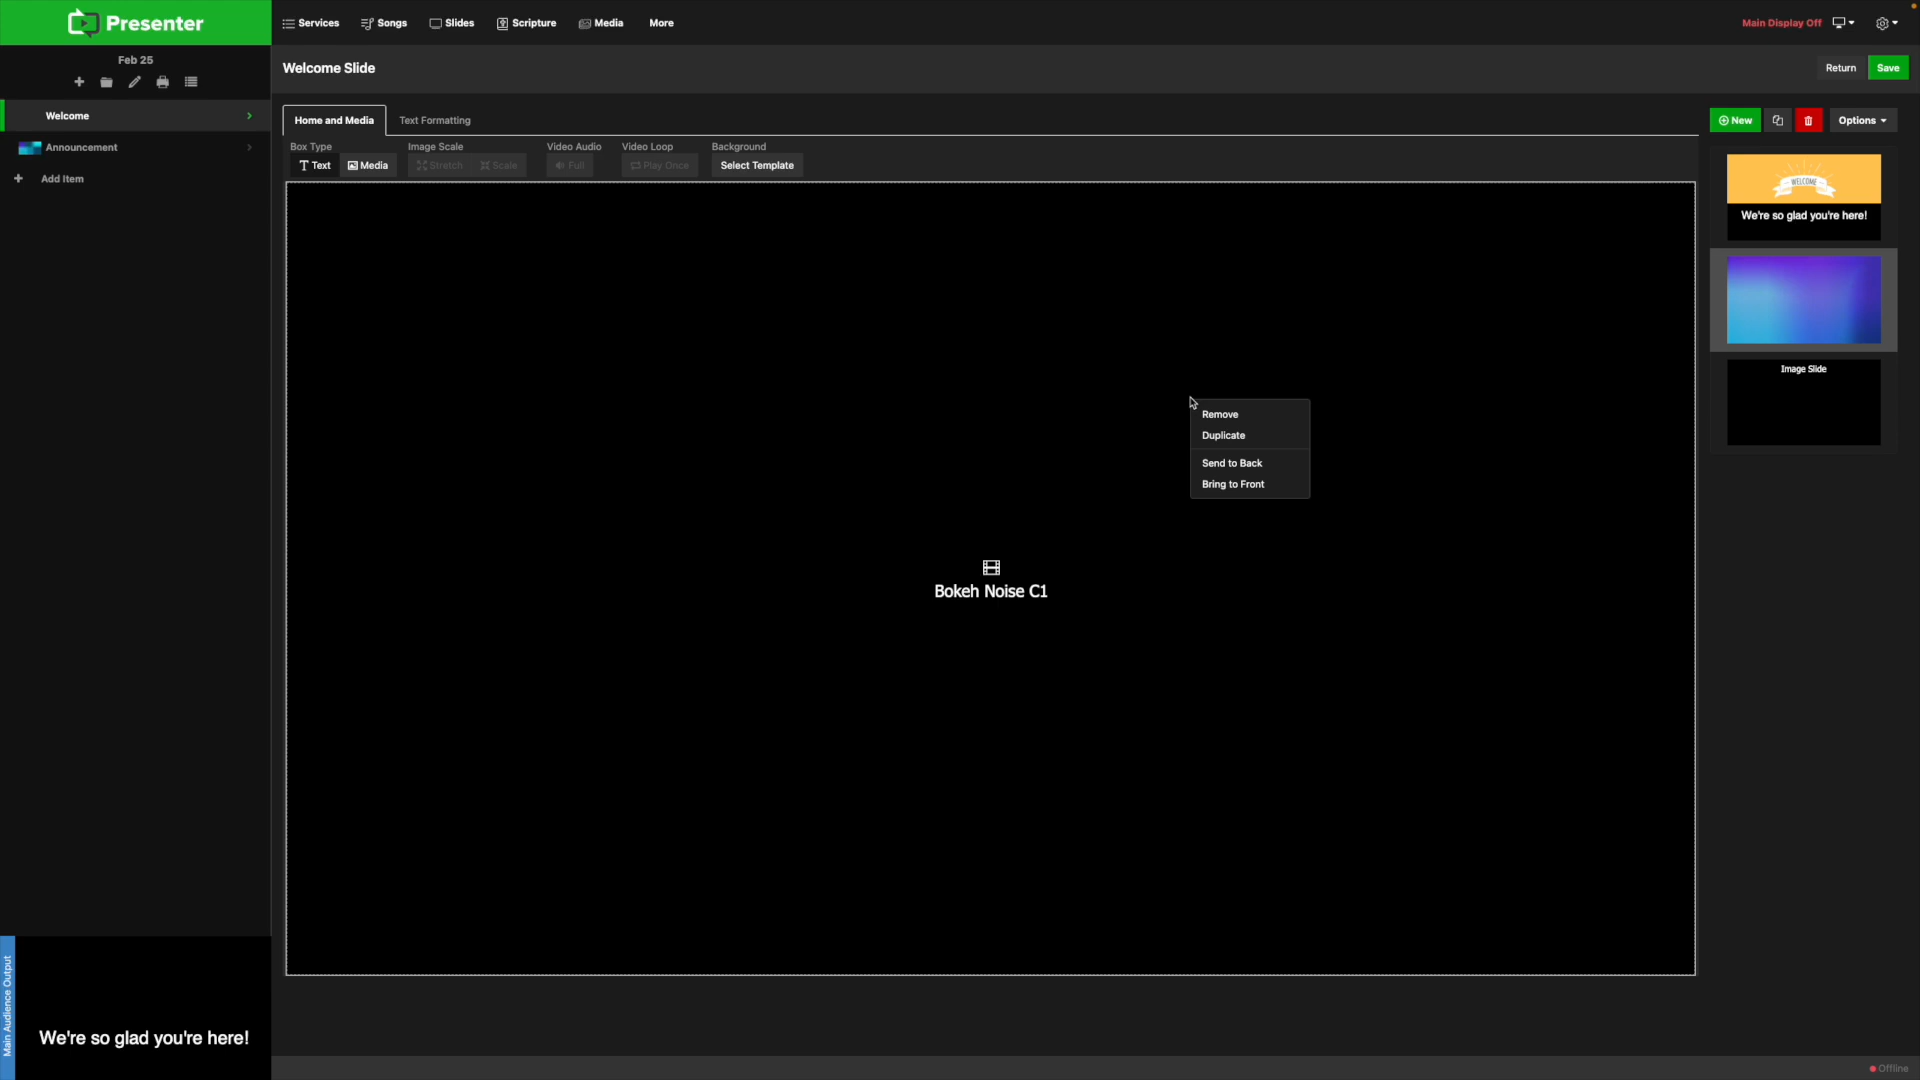 Presenter
Services
Songs
Slides
Scripture
Media
More
Main Display Off
Feb 25
Welcome Slide
Return
Save
Welcome
Announcement
Add Item
Home and Media
Text Formatting
New
Options
Box Type
Image Scale
Video Audio
Video Loop
Background
Text
Media
Stretch
Scale
Full
Play Once
Select Template
WELCOME
We're so glad you're here!
Image Slide
Remove
Duplicate
Send to Back
Bring to Front
Bokeh Noise C1
Main Audience Output
We're so glad you're here!
Offline